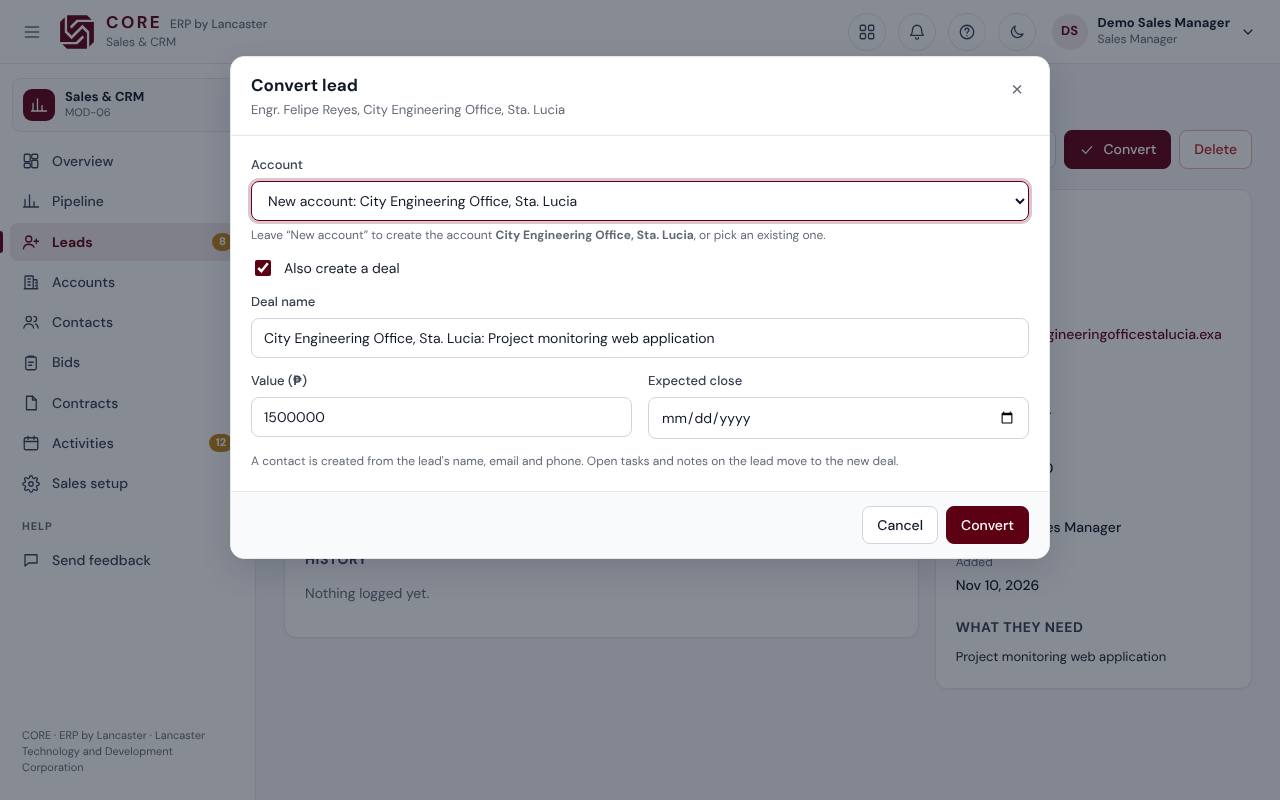 CORE ERP by Lancaster
Sales & CRM
DS
Demo Sales Manager
Sales Manager
Sales & CRM
MOD-06
Overview
Pipeline
Leads 8
Accounts
Contacts
Bids
Contracts
Activities 12
Sales setup
HELP
Send feedback
CORE · ERP by Lancaster · Lancaster
Technology and Development
Corporation
Convert
Delete
Convert lead
Engr. Felipe Reyes, City Engineering Office, Sta. Lucia
Account
New account: City Engineering Office, Sta. Lucia
Leave “New account” to create the account City Engineering Office, Sta. Lucia, or pick an existing one.
Also create a deal
Deal name
City Engineering Office, Sta. Lucia: Project monitoring web application
Value (₱)
Expected close
1500000
mm/dd/yyyy
A contact is created from the lead's name, email and phone. Open tasks and notes on the lead move to the new deal.
Cancel
Convert
HISTORY
Nothing logged yet.
gineeringofficestalucia.exa
es Manager
Added
Nov 10, 2026
WHAT THEY NEED
Project monitoring web application